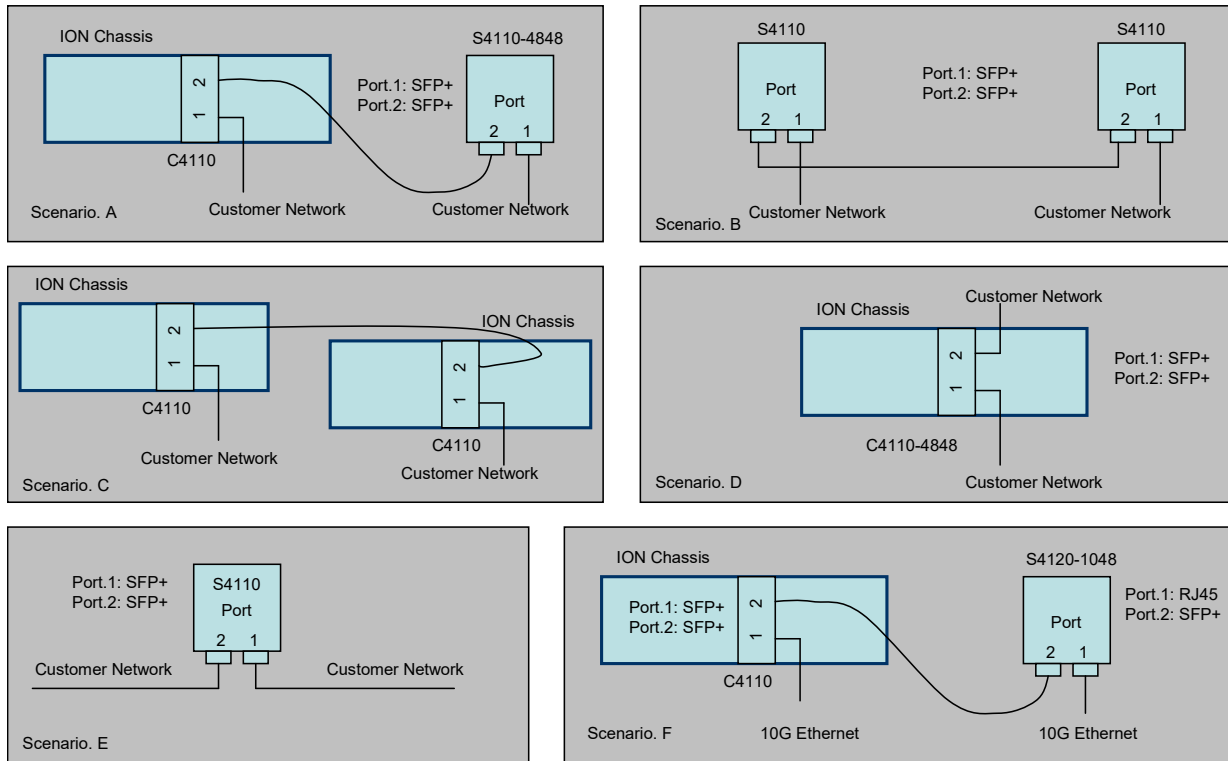 ION Chassis
S4110-4848
Port.1: SFP+
Port.2: SFP+
Port
2 1
2
1
C4110
Customer Network
Customer Network
Scenario. A
S4110
S4110
Port.1: SFP+
Port.2: SFP+
Port
2 1
Port
2 1
Customer Network
Customer Network
Scenario. B
ION Chassis
2
1
C4110
Customer Network
ION Chassis
2
1
C4110
Customer Network
Scenario. C
Customer Network
ION Chassis
2
1
Port.1: SFP+
Port.2: SFP+
C4110-4848
Customer Network
Scenario. D
Port.1: SFP+
Port.2: SFP+
S4110
Port
2 1
Customer Network
Customer Network
Scenario. E
ION Chassis
Port.1: SFP+
Port.2: SFP+
2
1
C4110
S4120-1048
Port.1: RJ45
Port.2: SFP+
Port
2 1
Scenario. F
10G Ethernet
10G Ethernet